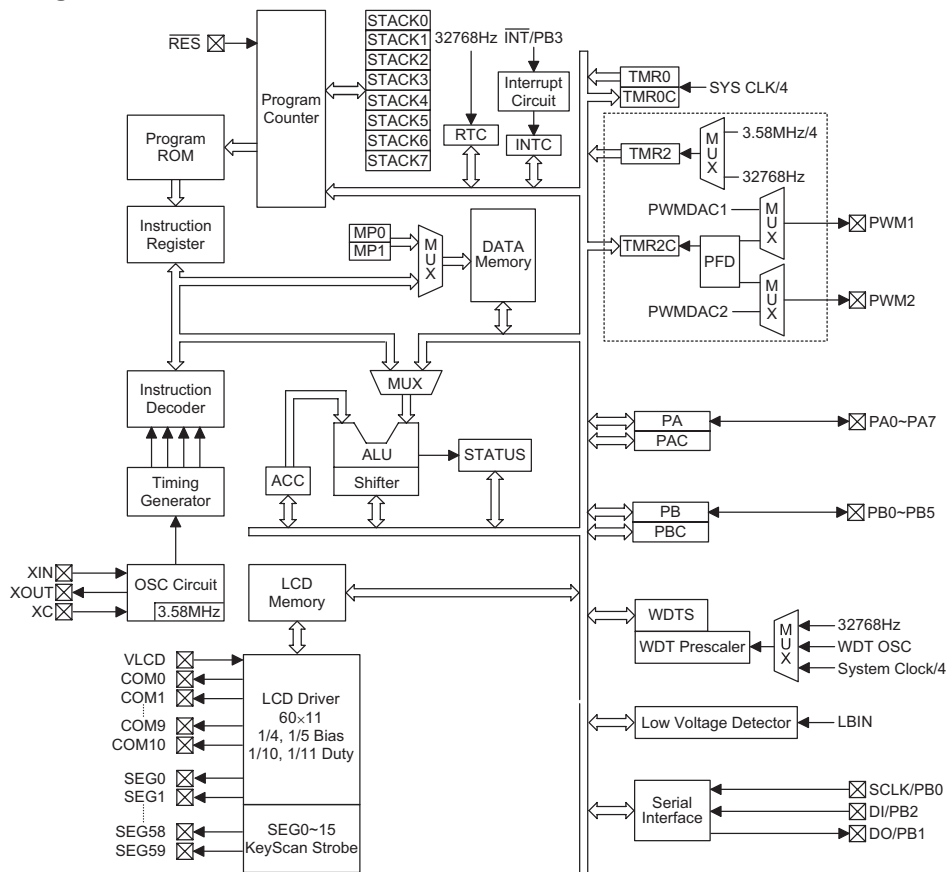 RES
Program
Counter
STACK0
STACK1
STACK2
STACK3
STACK4
STACK5
STACK6
STACK7
32768Hz
INT/PB3
Interrupt
Circuit
RTC
INTC
TMR0
TMR0C
SYS CLK/4
Program
ROM
Instruction
Register
TMR2
MUX
3.58MHz/4
32768Hz
PWMDAC1
MUX
PWM1
TMR2C
PFD
PWMDAC2
MUX
PWM2
MP0
MP1
MUX
DATA
Memory
Instruction
Decoder
MUX
ALU
Shifter
STATUS
ACC
Timing
Generator
PA
PAC
PA0~PA7
PB
PBC
PB0~PB5
XIN
XOUT
XC
OSC Circuit
3.58MHz
LCD
Memory
WDTS
WDT Prescaler
MUX
32768Hz
WDT OSC
System Clock/4
VLCD
COM0
COM1
COM9
COM10
SEG0
SEG1
SEG58
SEG59
LCD Driver
60×11
1/4, 1/5 Bias
1/10, 1/11 Duty
SEG0~15
KeyScan Strobe
Low Voltage Detector
LBIN
Serial
Interface
SCLK/PB0
DI/PB2
DO/PB1